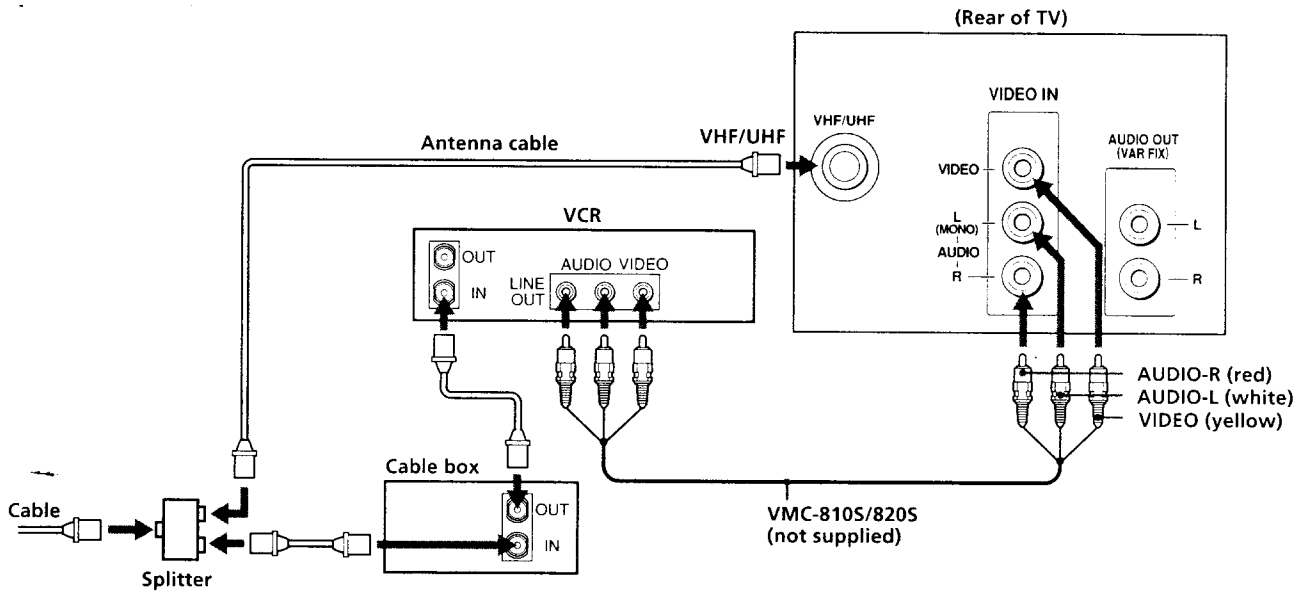 (Rear of TV)
VIDEO IN
VHF/UHF
AUDIO OUT
(VAR FIX)
VIDEO
L
(MONO)
AUDIO
R
L
R
Antenna cable
VHF/UHF
VCR
OUT
IN
AUDIO VIDEO
LINE
OUT
AUDIO-R (red)
AUDIO-L (white)
VIDEO (yellow)
Cable box
OUT
IN
Cable
Splitter
VMC-810S/820S
(not supplied)